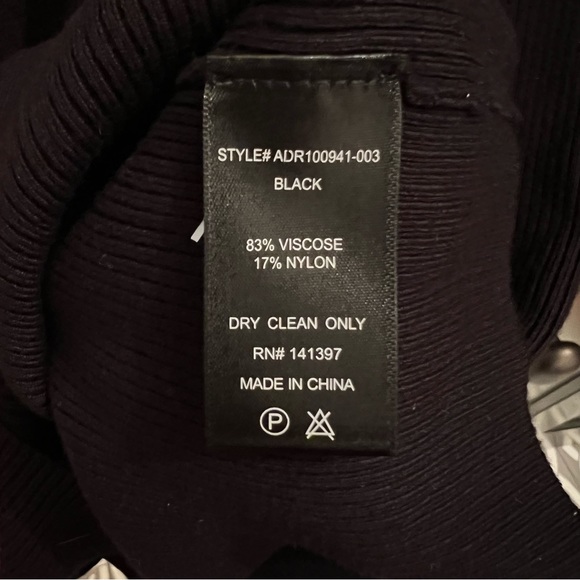 STYLE# ADR100941-003
BLACK
83% VISCOSE
17% NYLON
DRY CLEAN ONLY
RN# 141397
MADE IN CHINA
P